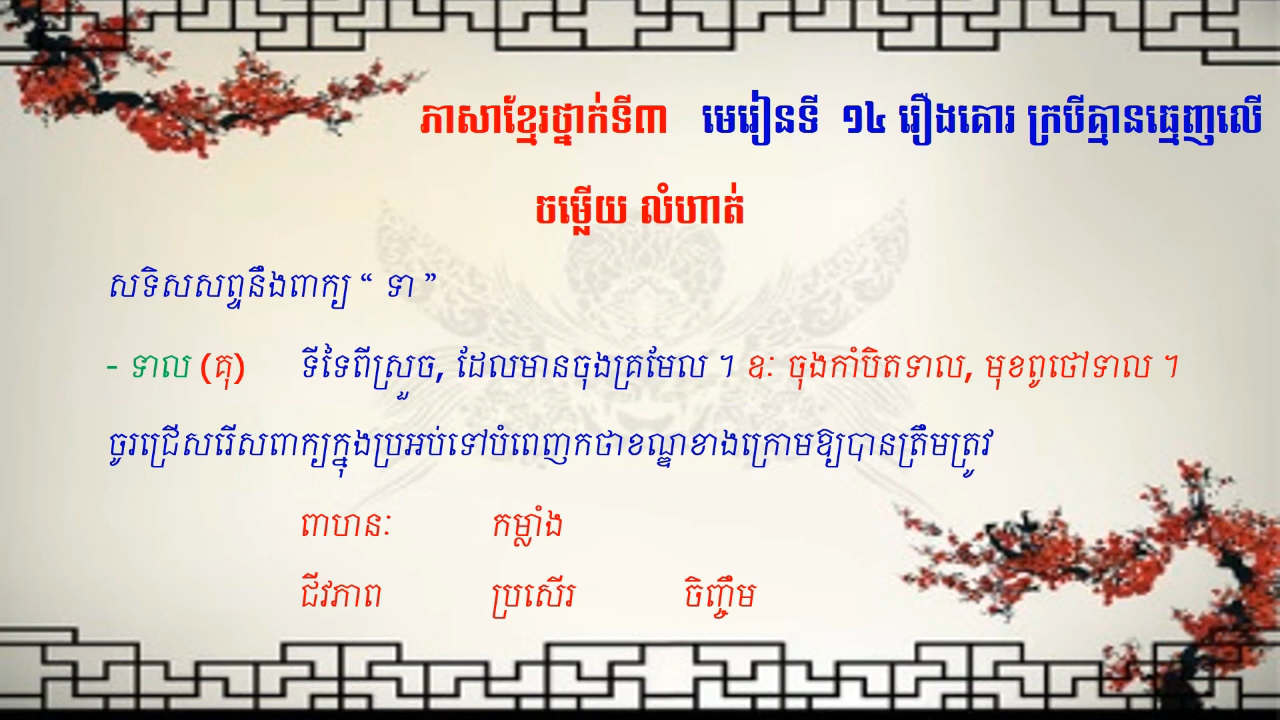 ភាសាខ្មែរថ្នាក់ទី៣ មេរៀនទី ១៤ រឿងគោរ ក្របីគ្មានធ្មេញលើ
ចម្លើយ លំហាត់
សទិសសព្ទនឹងពាក្យ “ ទា ”
- ទាល (គុ) ទីទៃពីស្រួច, ដែលមានចុងគ្រមែល ។ ឧៈ ចុងកាំបិតទាល, មុខពូថៅទាល ។
ចូរជ្រើសរើសពាក្យក្នុងប្រអប់ទៅបំពេញកថាខណ្ឌខាងក្រោមឱ្យបានត្រឹមត្រូវ
ពាហនៈ កម្លាំង
ជីវភាព ប្រសើរ ចិញ្ចឹម